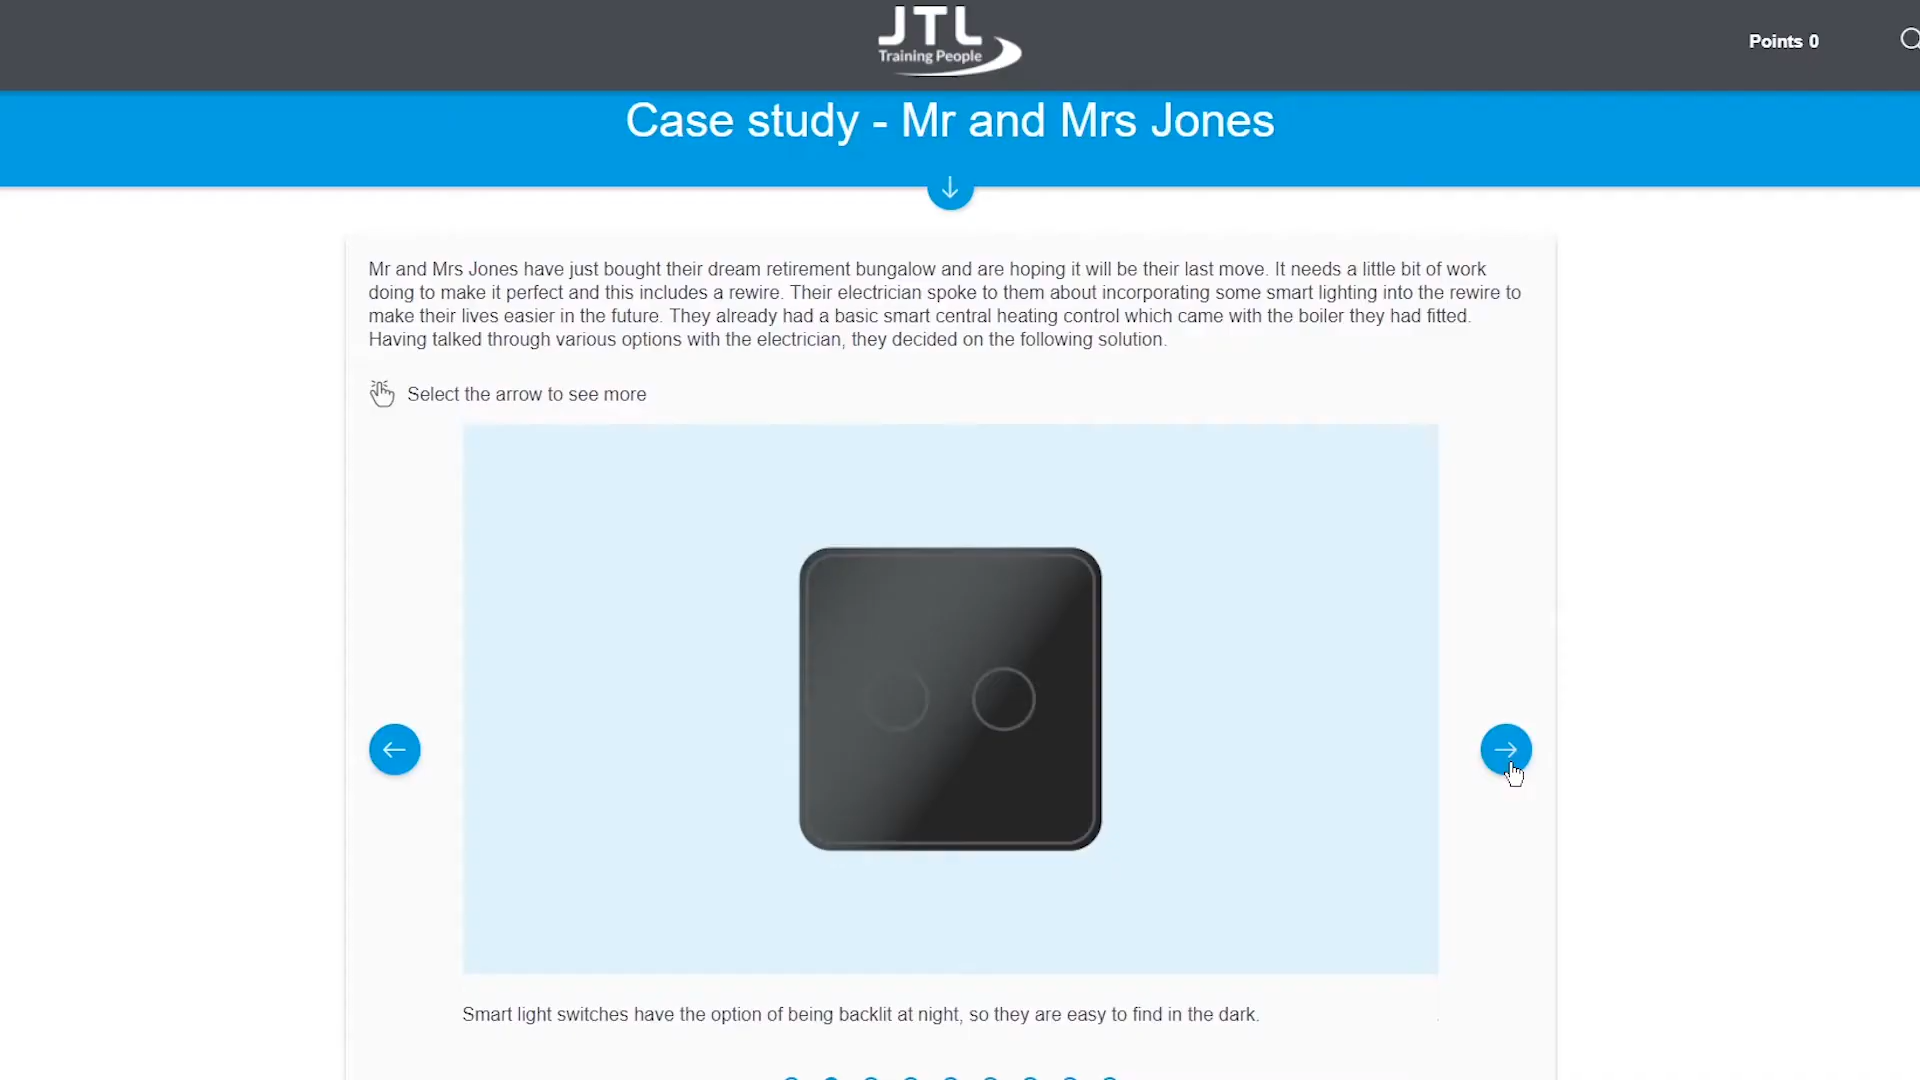 JTL
Training People
Points 0
Case study - Mr and Mrs Jones
Mr and Mrs Jones have just bought their dream retirement bungalow and are hoping it will be their last move. It needs a little bit of work
doing to make it perfect and this includes a rewire. Their electrician spoke to them about incorporating some smart lighting into the rewire to
make their lives easier in the future. They already had a basic smart central heating control which came with the boiler they had fitted.
Having talked through various options with the electrician, they decided on the following solution.
Select the arrow to see more
Smart light switches have the option of being backlit at night, so they are easy to find in the dark.